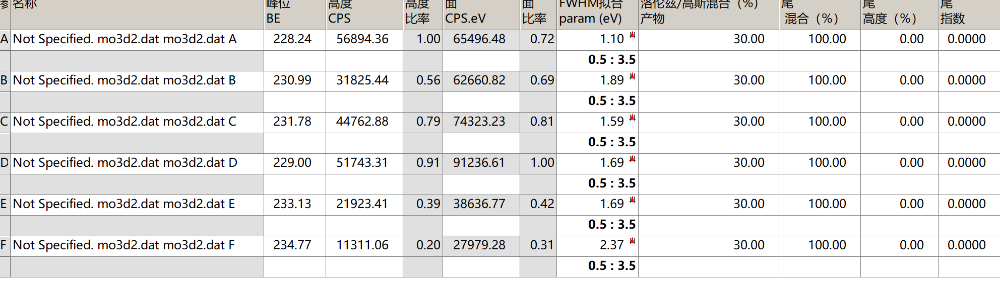 参 名称 峰位 高度 高度 面 面 FWHM拟合 洛伦兹/高斯混合（%） 尾 尾 尾
BE CPS 比率 CPS.eV 比率 param (eV) 产物 混合（%） 高度（%） 指数
A Not Specified. mo3d2.dat mo3d2.dat A 228.24 56894.36 1.00 65496.48 0.72 1.10 30.00 100.00 0.00 0.0000
0.5 : 3.5
B Not Specified. mo3d2.dat mo3d2.dat B 230.99 31825.44 0.56 62660.82 0.69 1.89 30.00 100.00 0.00 0.0000
0.5 : 3.5
C Not Specified. mo3d2.dat mo3d2.dat C 231.78 44762.88 0.79 74323.23 0.81 1.59 30.00 100.00 0.00 0.0000
0.5 : 3.5
D Not Specified. mo3d2.dat mo3d2.dat D 229.00 51743.31 0.91 91236.61 1.00 1.69 30.00 100.00 0.00 0.0000
0.5 : 3.5
E Not Specified. mo3d2.dat mo3d2.dat E 233.13 21923.41 0.39 38636.77 0.42 1.69 30.00 100.00 0.00 0.0000
0.5 : 3.5
F Not Specified. mo3d2.dat mo3d2.dat F 234.77 11311.06 0.20 27979.28 0.31 2.37 30.00 100.00 0.00 0.0000
0.5 : 3.5